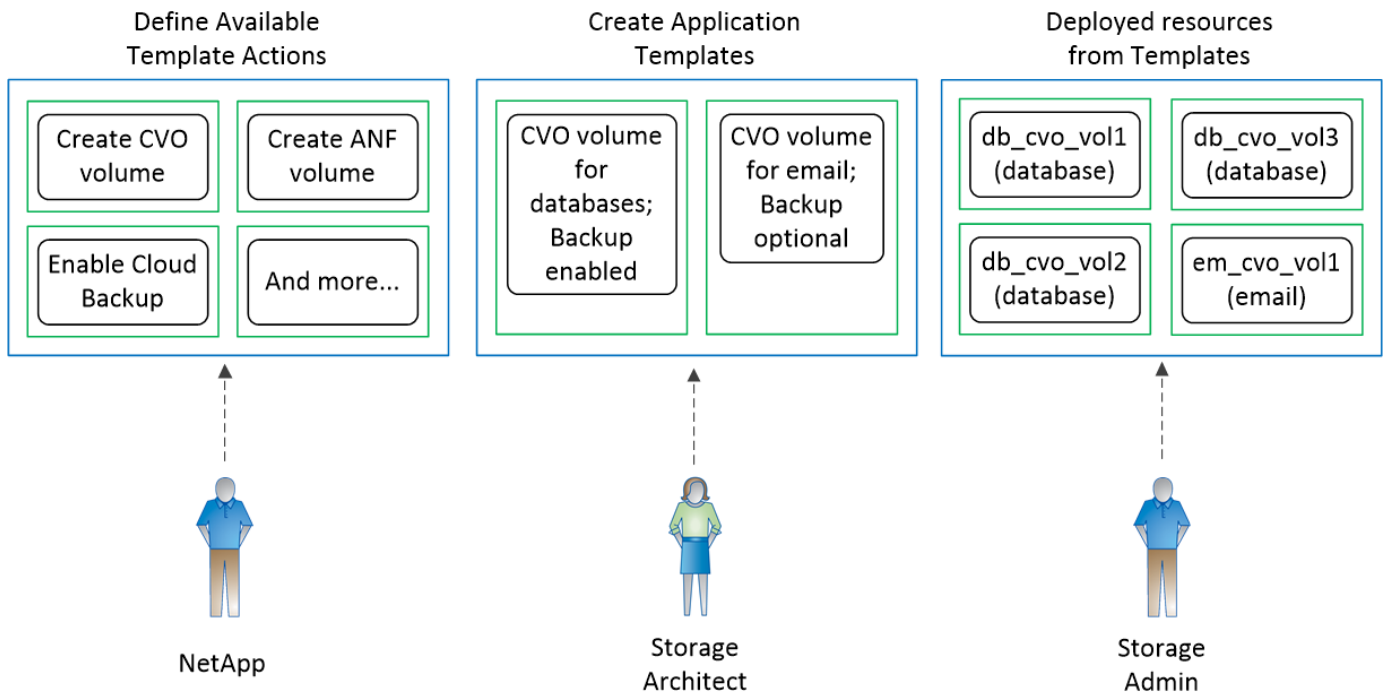 Define Available
Template Actions
Create CVO
volume
Create ANF
volume
Enable Cloud
Backup
And more...
NetApp
Create Application
Templates
CVO volume
for
databases;
Backup
enabled
CVO volume
for email;
Backup
optional
Storage
Architect
Deployed resources
from Templates
db_cvo_vol1
(database)
db_cvo_vol3
(database)
db_cvo_vol2
(database)
em_cvo_vol1
(email)
Storage
Admin